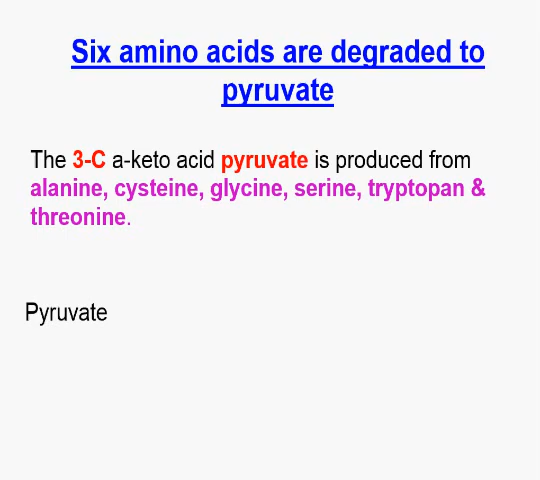 Six amino acids are degraded to
pyruvate
The 3-C a-keto acid pyruvate is produced from
alanine, cysteine, glycine, serine, tryptopan &
threonine.
Pyruvate